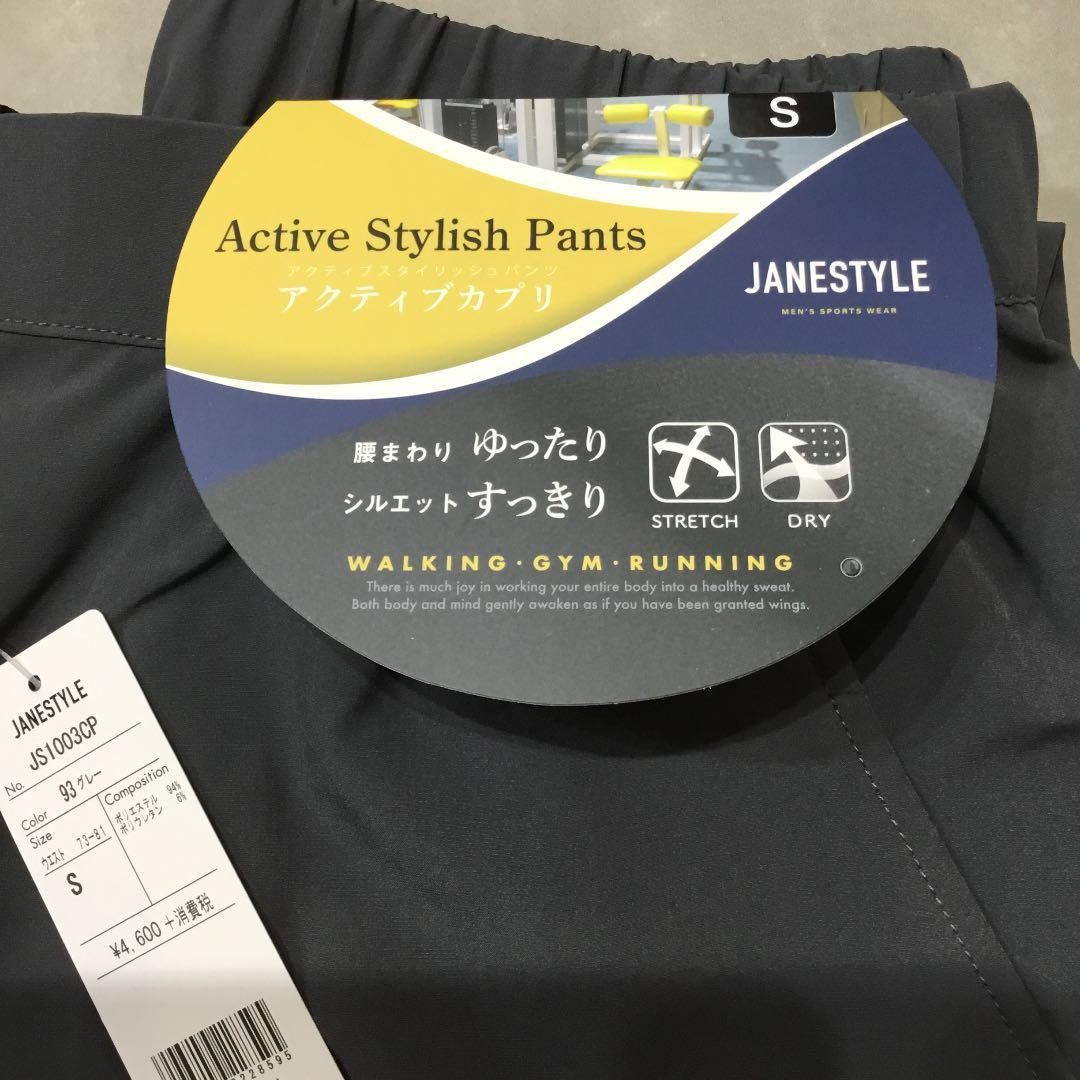 S
Active Stylish Pants
アクティブスタイリッシュパンツ
アクティブカプリ
JANESTYLE
MEN'S SPORTS WEAR
腰まわり ゆったり
シルエット すっきり
STRETCH
DRY
WALKING・GYM・RUNNING
There is much joy in working your entire body into a healthy sweat.
Both body and mind gently awaken as if you have been granted wings.
JANESTYLE
No. JS1003CP
Color 93グレー
Size
ウエスト 73-81
S
Composition
ポリエステル 94%
ポリウレタン 6%
¥4,600 +消費税
228595